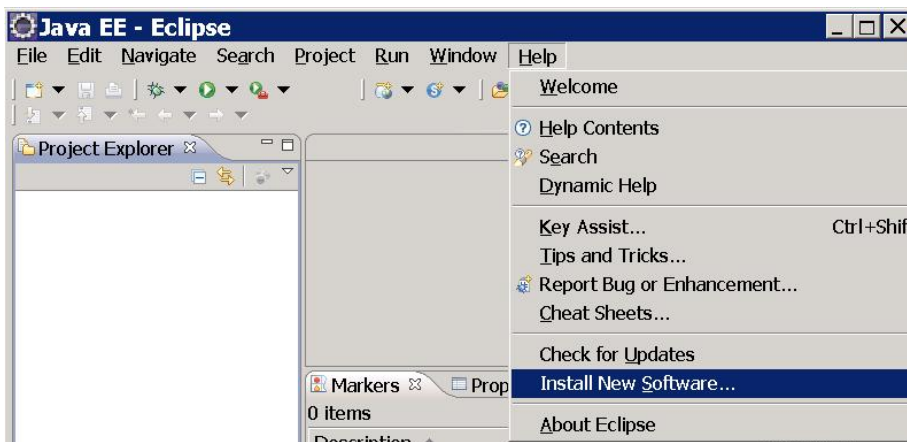 Java EE - Eclipse
File Edit Navigate Search Project Run Window Help
Welcome
Help Contents
Project Explorer
Search
Dynamic Help
Key Assist... Ctrl+Shif
Tips and Tricks...
Report Bug or Enhancement...
Cheat Sheets...
Check for Updates
Markers Prop
Install New Software...
0 items
About Eclipse
Description